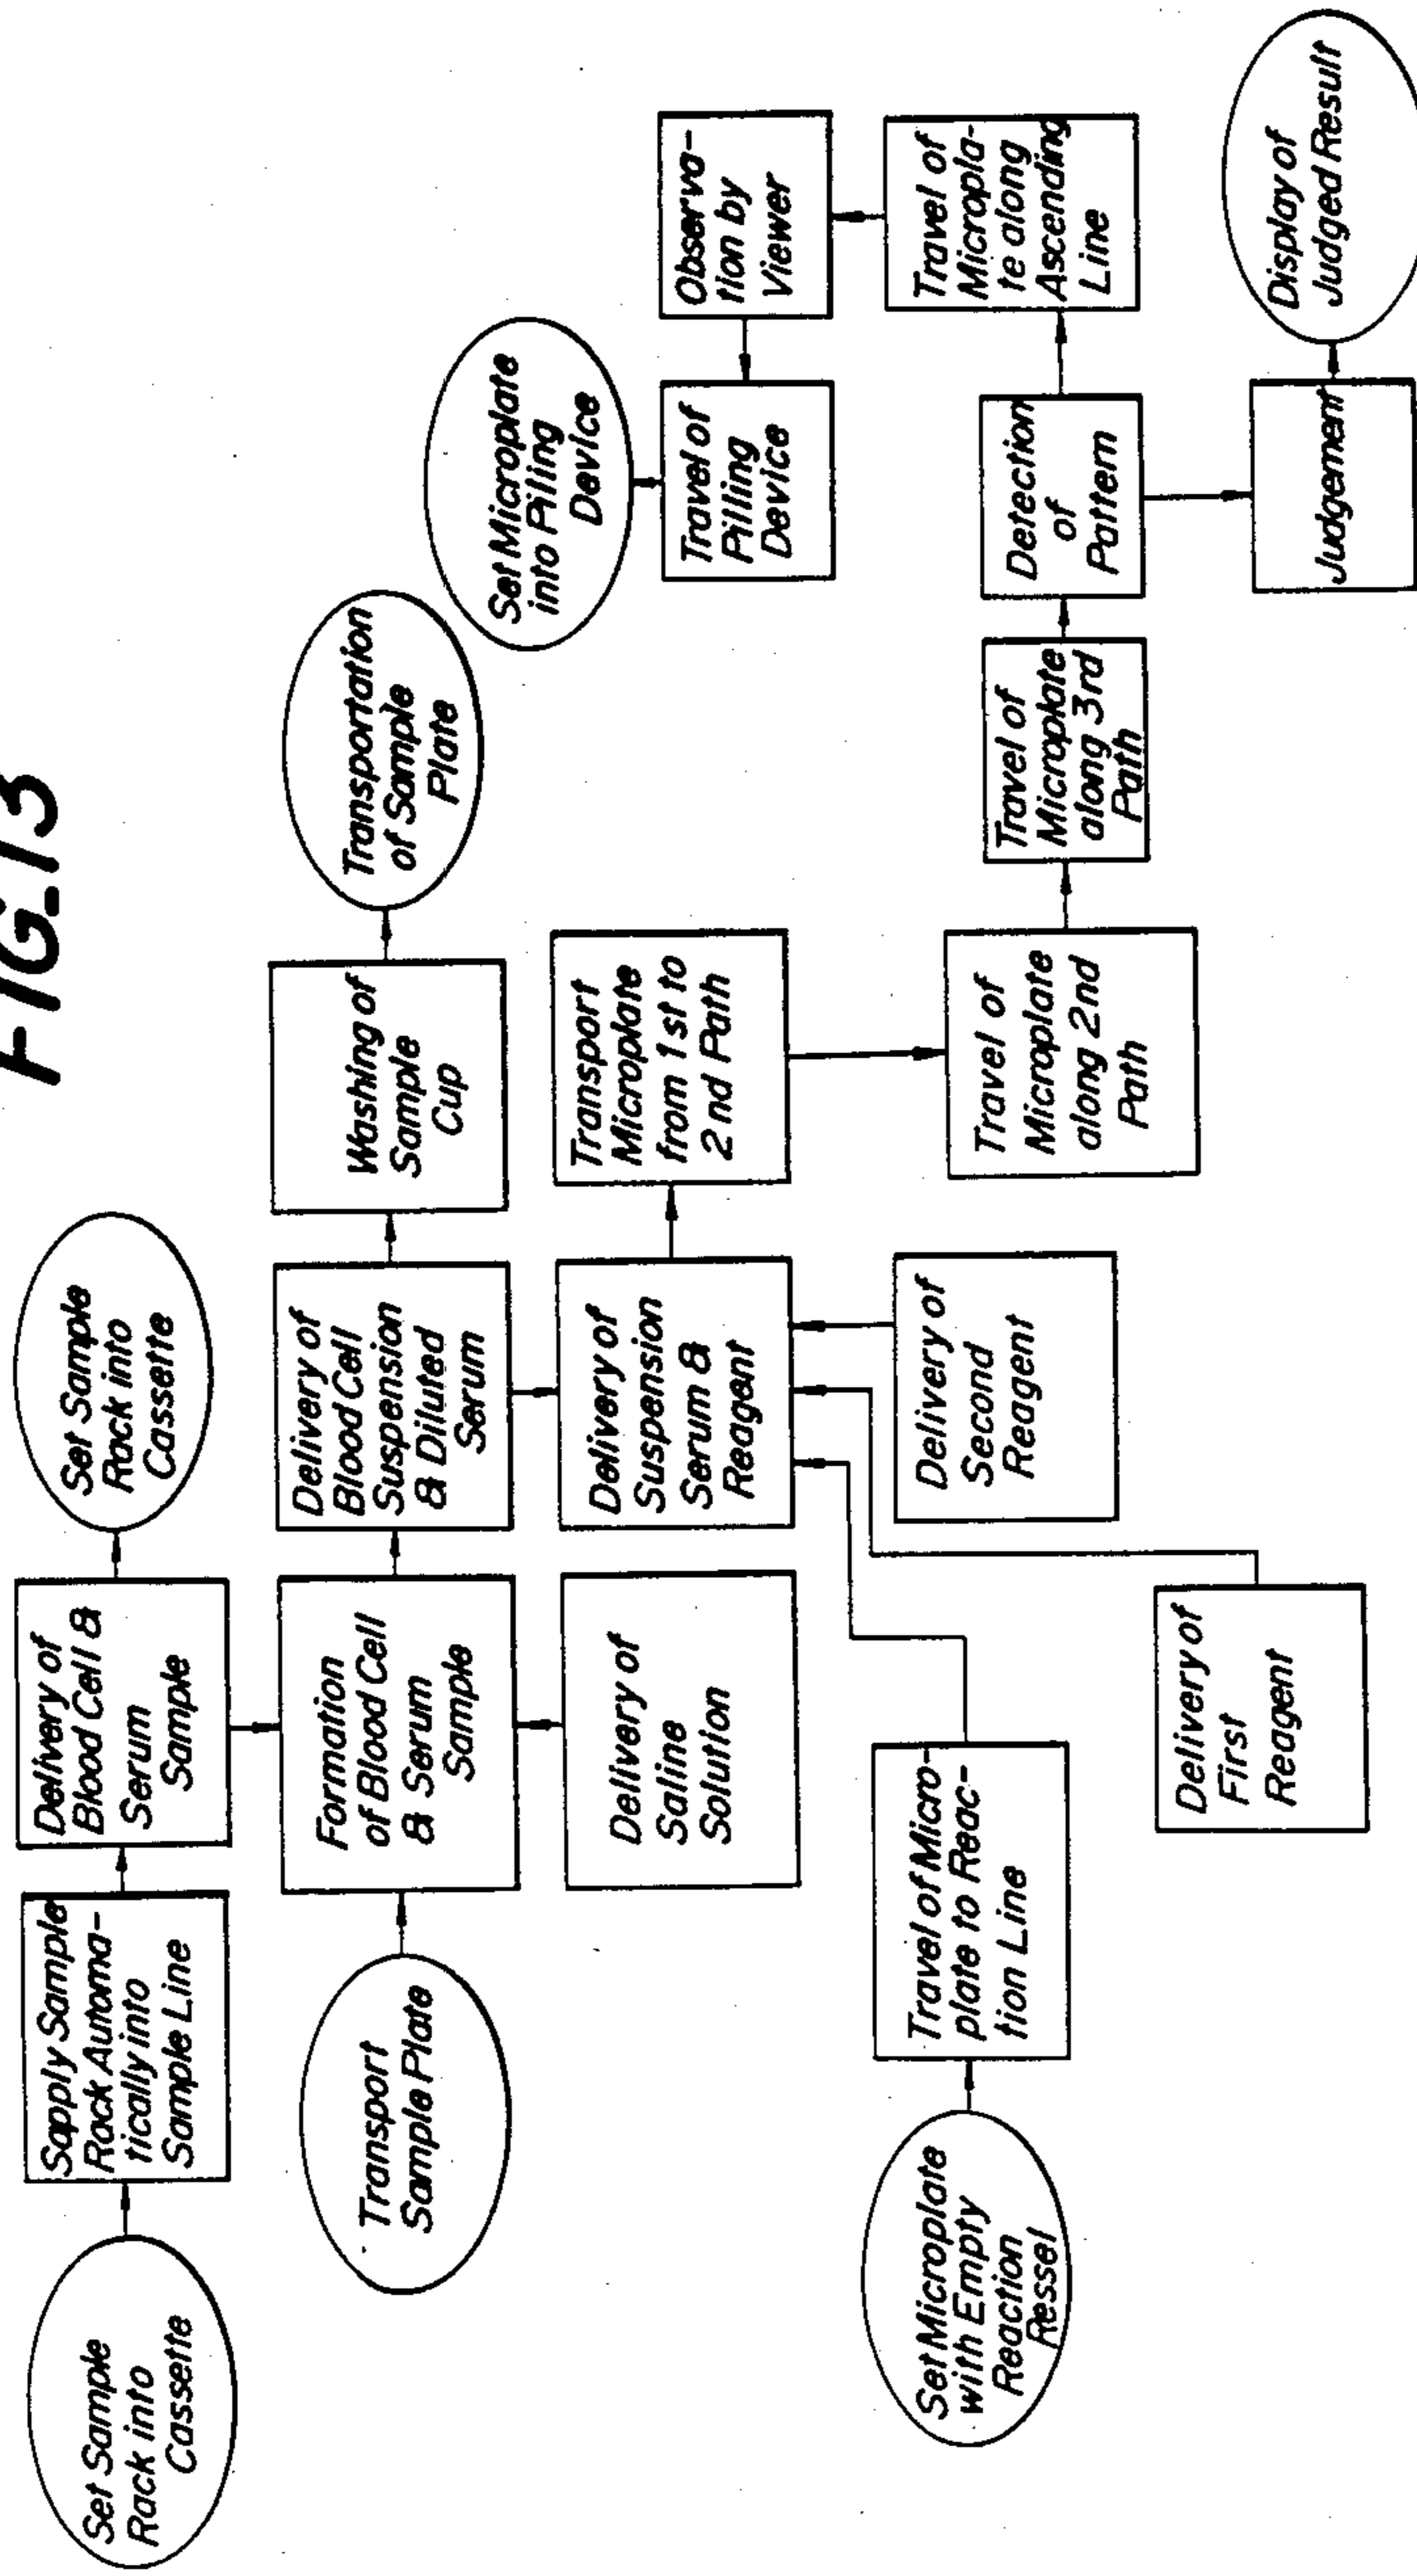 FIG_13
Set Sample
Rack into
Cassette
Sapply Sample
Rack Automa-
tically into
Sample Line
Delivery of
Blood Cell &
Serum
Sample
Set Sample
Rack into
Cassette
Transport
Sample Plate
Formation
of Blood Cell
& Serum
Sample
Delivery of
Blood Cell
Suspension
& Diluted
Serum
Washing of
Sample
Cup
Transportation
of Sample
Plate
Delivery of
Saline
Solution
Delivery of
Suspension
Serum &
Reagent
Transport
Microplate
from 1st to
2nd Path
Set Microplate
into Piling
Device
Travel of
Pilling
Device
Observa-
tion by
Viewer
Set Microplate
with Empty
Reaction
Ressel
Travel of Micro-
plate to Reac-
tion Line
Delivery of
Second
Reagent
Travel of
Microplate
along 2nd
Path
Travel of
Microplate
along 3rd
Path
Detection
of
Pattern
Travel of
Micropla-
te along
Ascending
Line
Delivery of
First
Reagent
Judgement
Display of
Judged Result